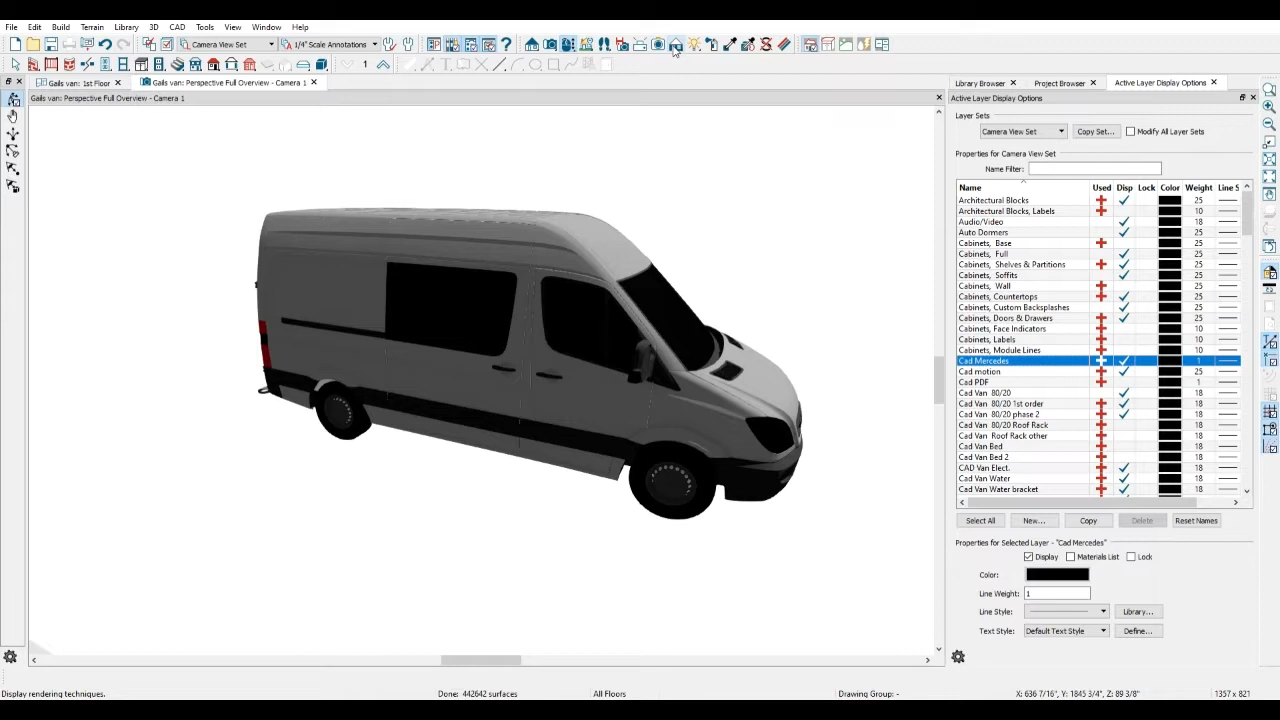 File Edit Build Terrain Library 3D CAD Tools View Window Help
Camera View Set 1/4" Scale Annotations
1
Gails van: 1st Floor Gails van: Perspective Full Overview - Camera 1
Library Browser Project Browser Active Layer Display Options
Gails van: Perspective Full Overview - Camera 1
Active Layer Display Options
Layer Sets
Camera View Set Copy Set... Modify All Layer Sets
Properties for Camera View Set
Name Filter:
Name Used Disp Lock Color Weight Line S
Architectural Blocks 25
Architectural Blocks, Labels 10
Audio/Video 18
Auto Dormers 25
Cabinets, Base 25
Cabinets, Full 25
Cabinets, Shelves & Partitions 25
Cabinets, Soffits 25
Cabinets, Wall 25
Cabinets, Countertops 25
Cabinets, Custom Backsplashes 25
Cabinets, Doors & Drawers 25
Cabinets, Face Indicators 10
Cabinets, Labels 10
Cabinets, Module Lines 10
Cad Mercedes 1
Cad motion 25
Cad PDF 1
Cad Van 80/20 18
Cad Van 80/20 1st order 18
Cad Van 80/20 phase 2 18
Cad Van 80/20 Roof Rack 18
Cad Van Roof Rack other 18
Cad Van Bed 18
Cad Van Bed 2 18
CAD Van Elect. 18
Cad Van Water 18
Cad Van Water bracket 18
Select All New... Copy Delete Reset Names
Properties for Selected Layer - "Cad Mercedes"
Display Materials List Lock
Color:
Line Weight: 1
Line Style: Library...
Text Style: Default Text Style Define...
Display rendering techniques. Done: 442642 surfaces All Floors Drawing Group: - X: 636 7/16", Y: 1845 3/4", Z: 89 3/8" 1357 x 821